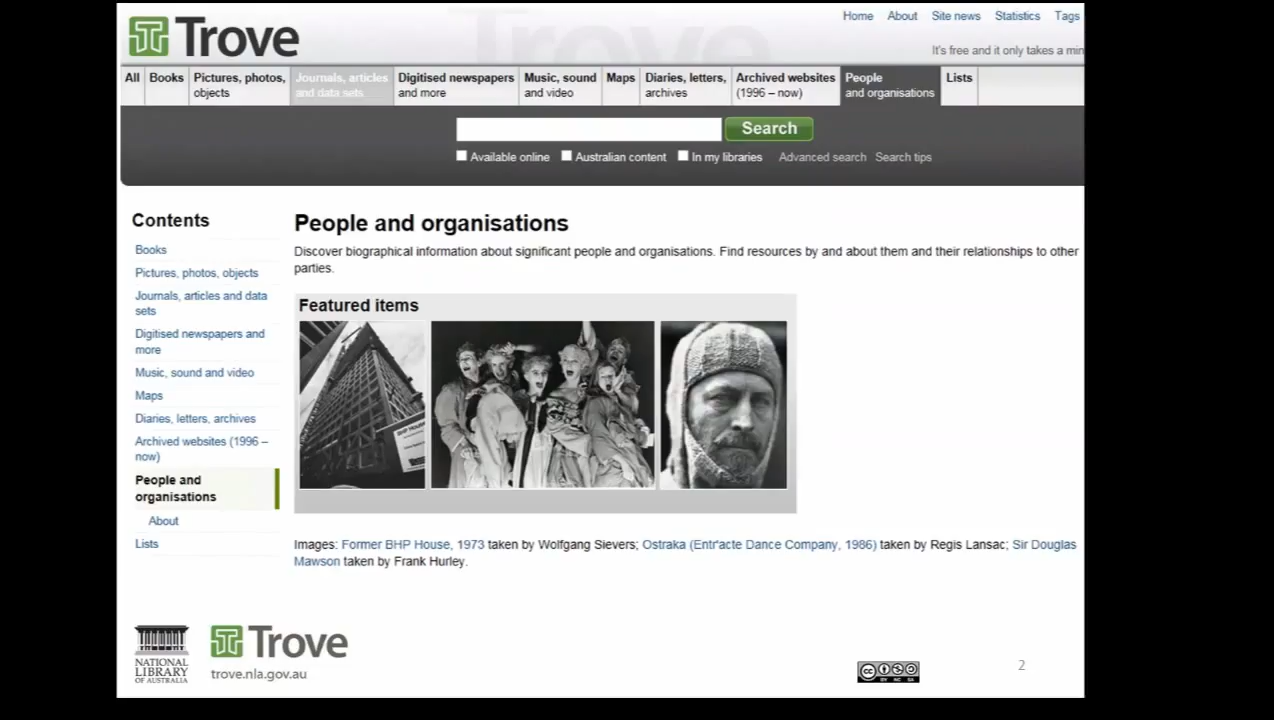 Trove
Home About Site news Statistics Tags
It's free and it only takes a min
All Books Pictures, photos, objects Journals, articles and data sets Digitised newspapers and more Music, sound and video Maps Diaries, letters, archives Archived websites (1996 – now) People and organisations Lists
Search
Available online Australian content In my libraries Advanced search Search tips
Contents
Books
Pictures, photos, objects
Journals, articles and data
sets
Digitised newspapers and
more
Music, sound and video
Maps
Diaries, letters, archives
Archived websites (1996 –
now)
People and
organisations
About
Lists
People and organisations
Discover biographical information about significant people and organisations. Find resources by and about them and their relationships to other
parties.
Featured items
Images: Former BHP House, 1973 taken by Wolfgang Sievers; Ostraka (Entr'acte Dance Company, 1986) taken by Regis Lansac; Sir Douglas
Mawson taken by Frank Hurley.
NATIONAL
LIBRARY
OF AUSTRALIA
Trove
trove.nla.gov.au
BY NC SA
2